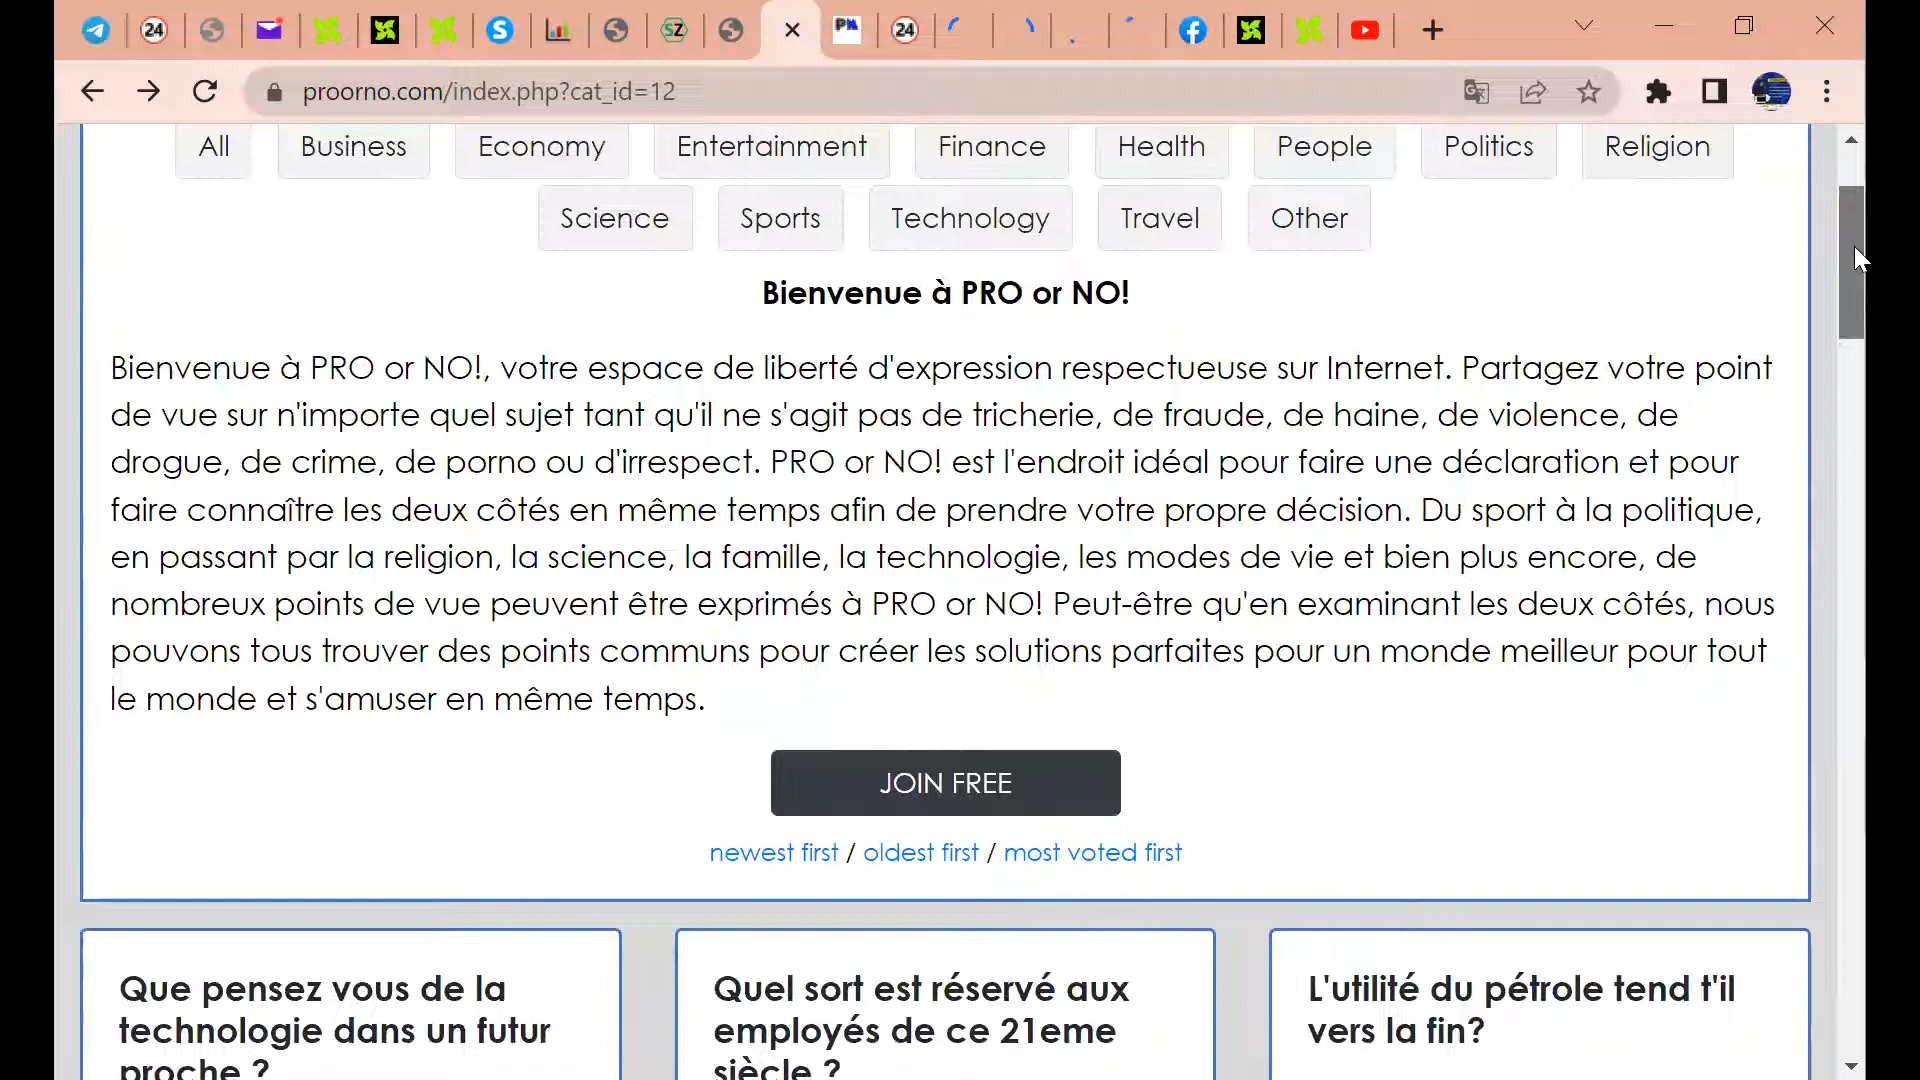 24
S
SZ
PN
24
proorno.com/index.php?cat_id=12
All Business Economy Entertainment Finance Health People Politics Religion
Science Sports Technology Travel Other
Bienvenue à PRO or NO!
Bienvenue à PRO or NO!, votre espace de liberté d'expression respectueuse sur Internet. Partagez votre point
de vue sur n'importe quel sujet tant qu'il ne s'agit pas de tricherie, de fraude, de haine, de violence, de
drogue, de crime, de porno ou d'irrespect. PRO or NO! est l'endroit idéal pour faire une déclaration et pour
faire connaître les deux côtés en même temps afin de prendre votre propre décision. Du sport à la politique,
en passant par la religion, la science, la famille, la technologie, les modes de vie et bien plus encore, de
nombreux points de vue peuvent être exprimés à PRO or NO! Peut-être qu'en examinant les deux côtés, nous
pouvons tous trouver des points communs pour créer les solutions parfaites pour un monde meilleur pour tout
le monde et s'amuser en même temps.
JOIN FREE
newest first / oldest first / most voted first
Que pensez vous de la
technologie dans un futur
proche ?
Quel sort est réservé aux
employés de ce 21eme
siècle ?
L'utilité du pétrole tend t'il
vers la fin?